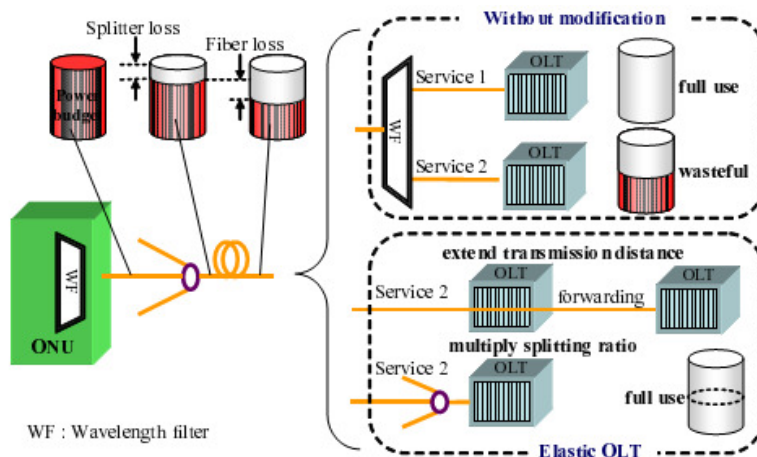 Splitter loss
Fiber loss
Power
budget
WF
ONU
WF : Wavelength filter
Without modification
WF
Service 1
OLT
full use
Service 2
OLT
wasteful
extend transmission distance
Service 2
OLT
forwarding
OLT
multiply splitting ratio
Service 2
OLT
full use
Elastic OLT